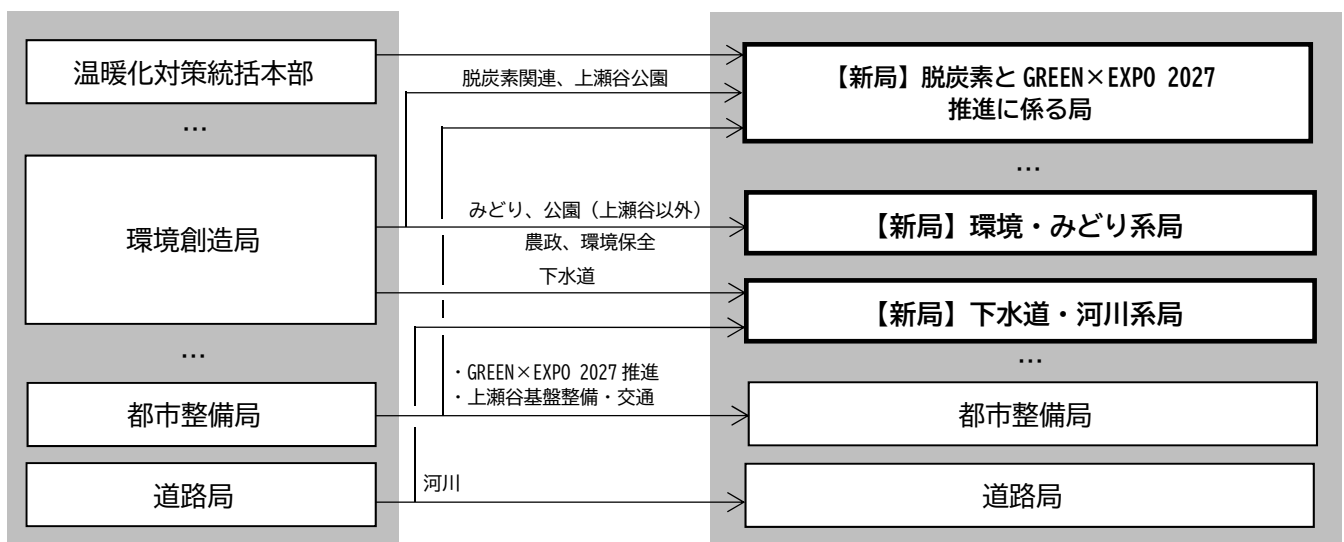 温暖化対策統括本部
…
環境創造局
…
都市整備局
道路局
脱炭素関連、上瀬谷公園
みどり、公園（上瀬谷以外）
農政、環境保全
下水道
・GREEN×EXPO 2027 推進
・上瀬谷基盤整備・交通
河川
【新局】脱炭素と GREEN×EXPO 2027
推進に係る局
…
【新局】環境・みどり系局
【新局】下水道・河川系局
…
都市整備局
道路局